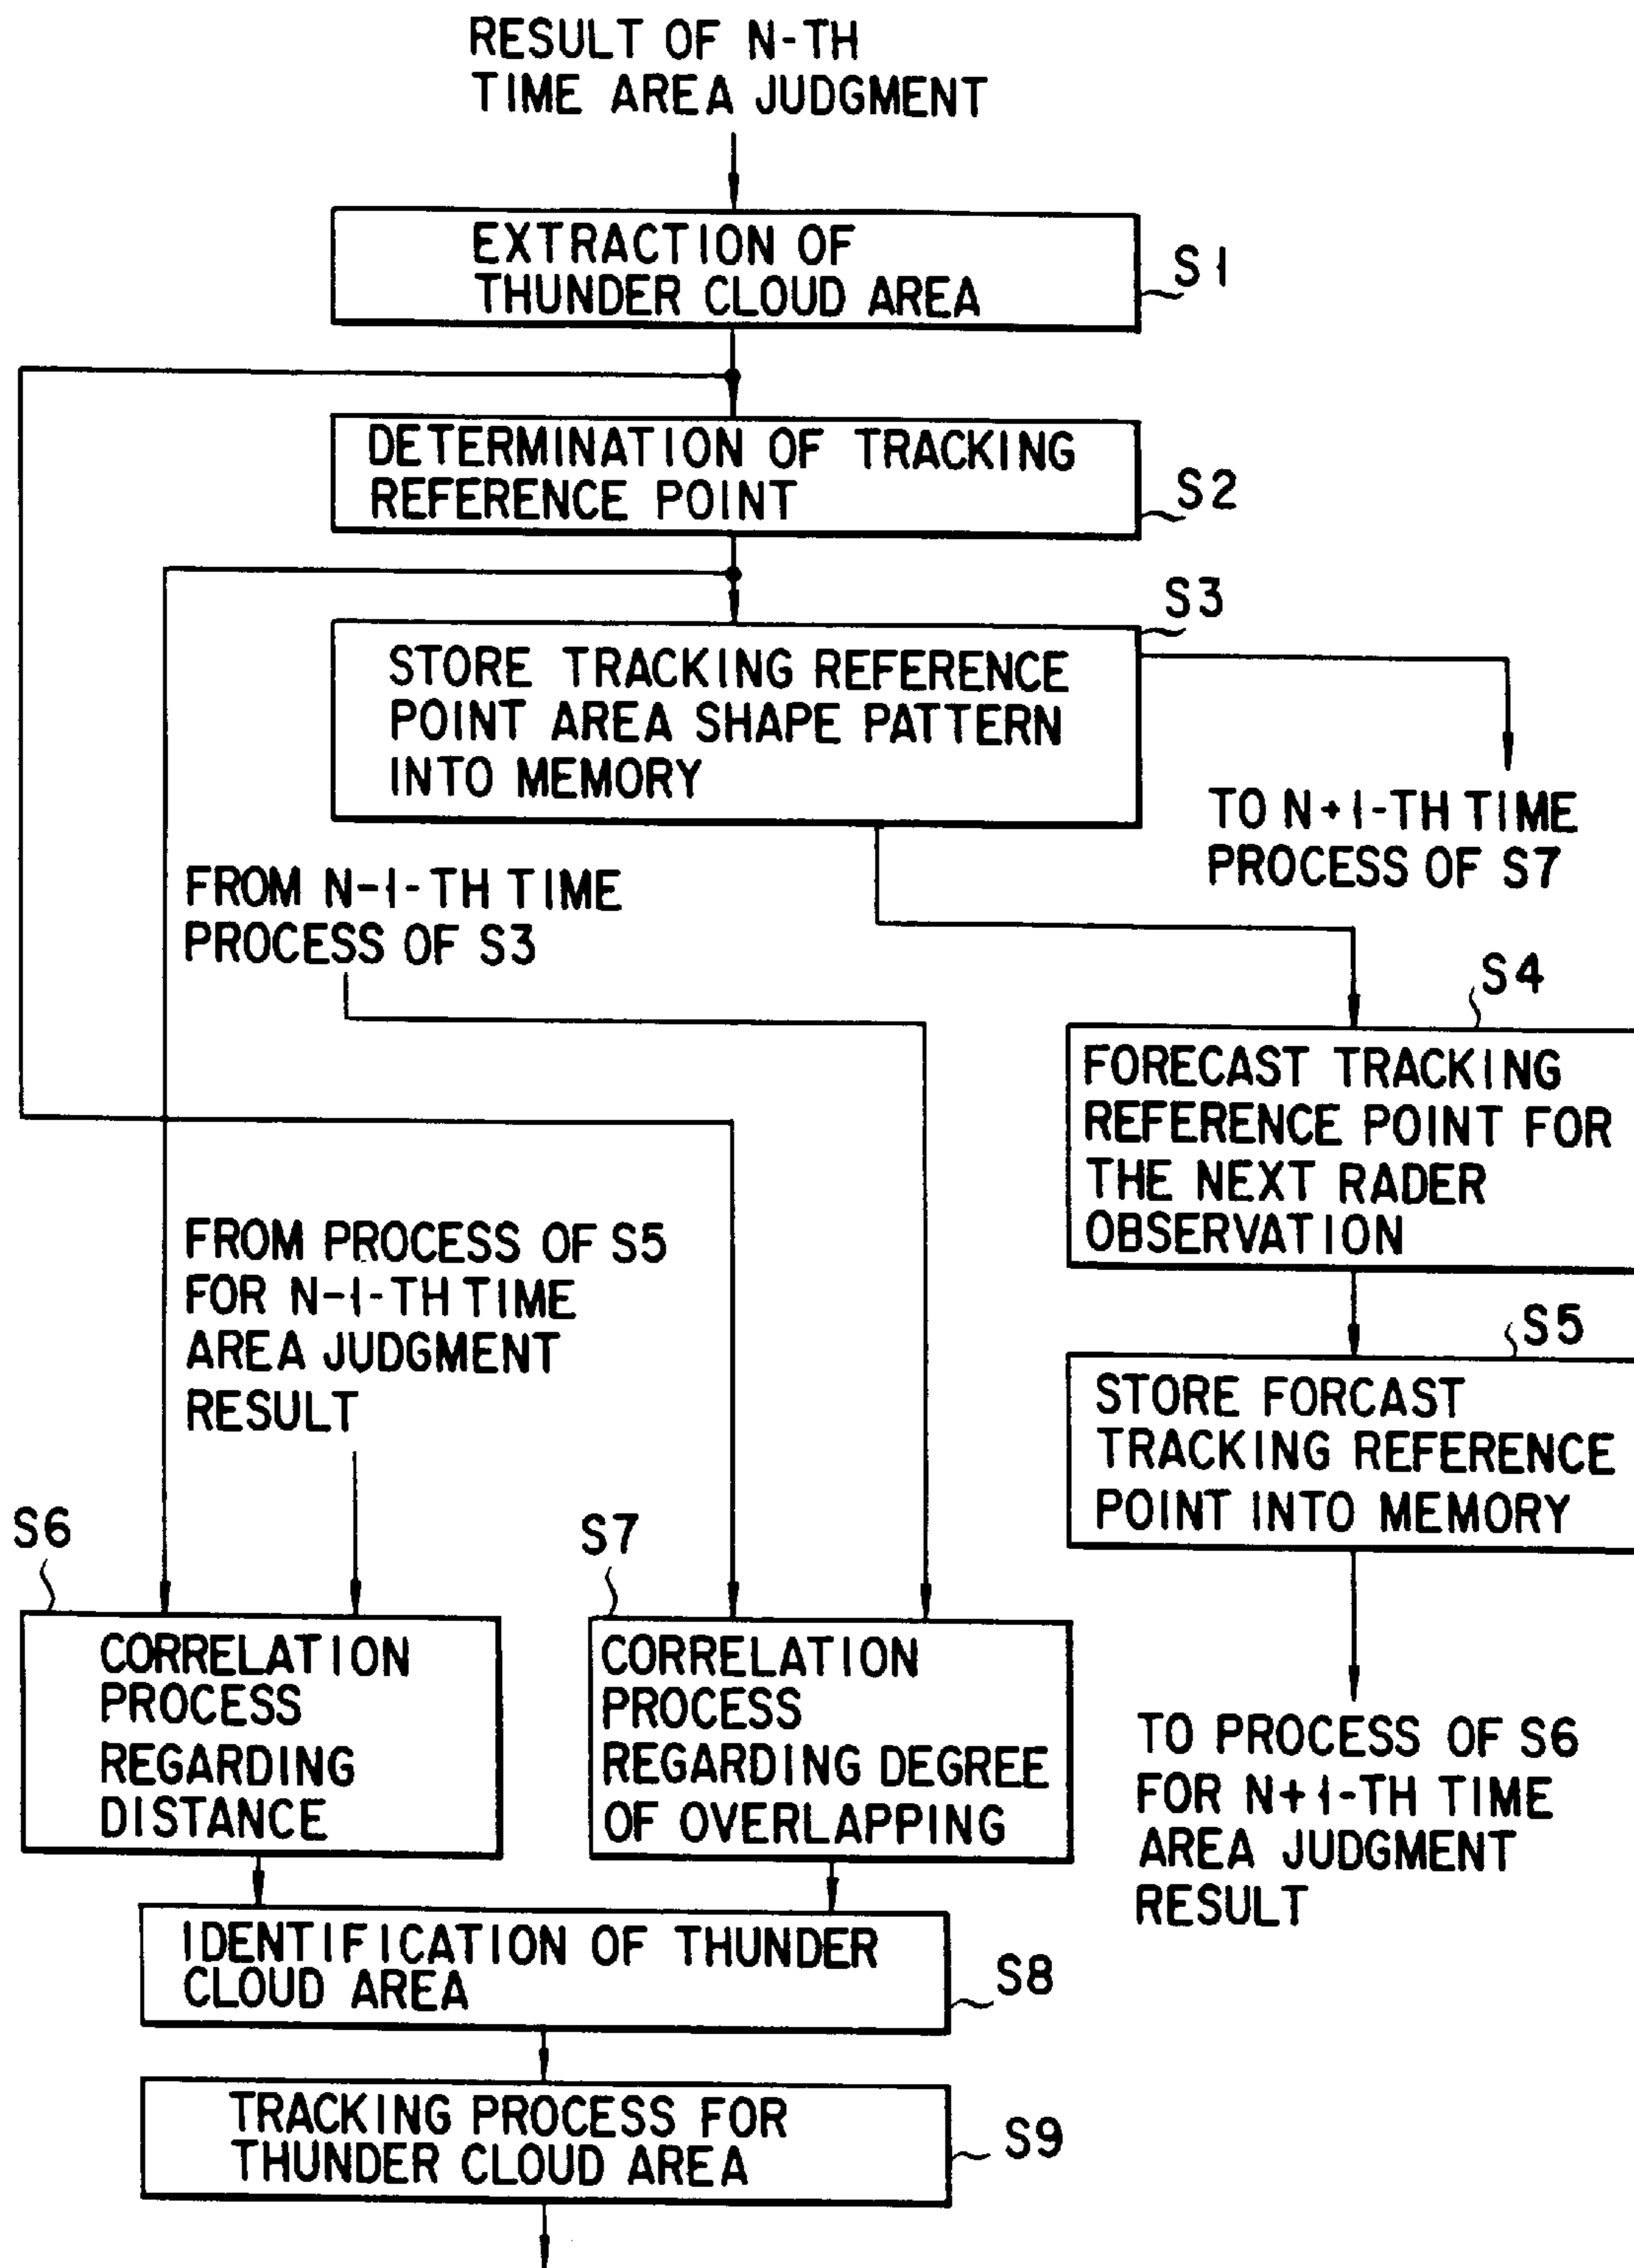 RESULT OF N-TH
TIME AREA JUDGMENT
EXTRACTION OF
THUNDER CLOUD AREA
S1
DETERMINATION OF TRACKING
REFERENCE POINT
S2
S3
STORE TRACKING REFERENCE
POINT AREA SHAPE PATTERN
INTO MEMORY
TO N+1-TH TIME
PROCESS OF S7
FROM N-1-TH TIME
PROCESS OF S3
S4
FORECAST TRACKING
REFERENCE POINT FOR
THE NEXT RADER
OBSERVATION
FROM PROCESS OF S5
FOR N-1-TH TIME
AREA JUDGMENT
RESULT
S5
STORE FORCAST
TRACKING REFERENCE
POINT INTO MEMORY
S6
CORRELATION
PROCESS
REGARDING
DISTANCE
S7
CORRELATION
PROCESS
REGARDING DEGREE
OF OVERLAPPING
TO PROCESS OF S6
FOR N+1-TH TIME
AREA JUDGMENT
RESULT
IDENTIFICATION OF THUNDER
CLOUD AREA
S8
TRACKING PROCESS FOR
THUNDER CLOUD AREA
S9